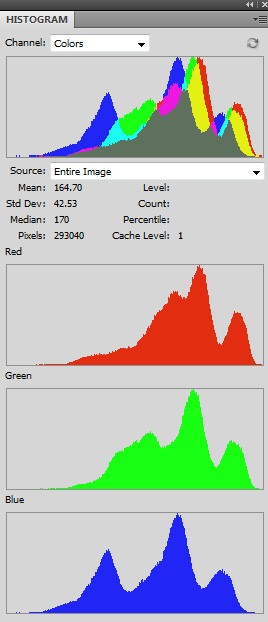 HISTOGRAM
Channel: Colors
Source: Entire Image
Mean: 164.70 Level:
Std Dev: 42.53 Count:
Median: 170 Percentile:
Pixels: 293040 Cache Level: 1
Red
Green
Blue